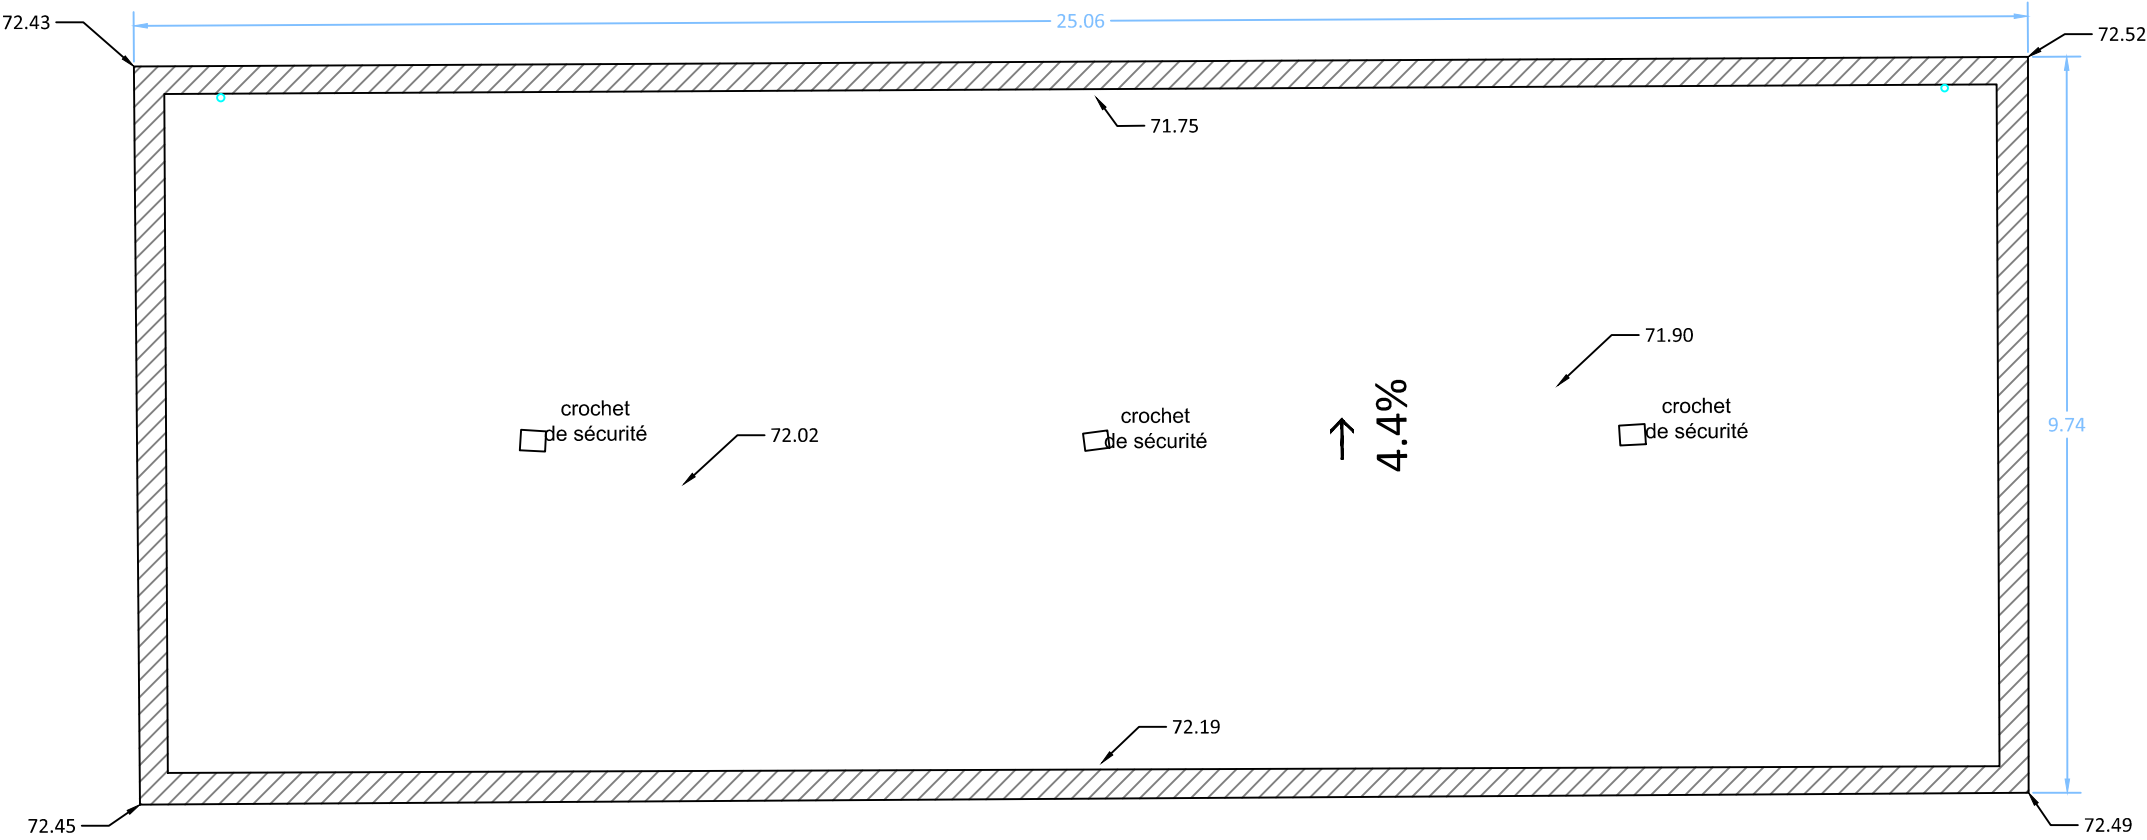 72.43
25.06
72.52
71.75
71.90
4.4%
crochet
de sécurité
72.02
crochet
de sécurité
crochet
de sécurité
9.74
72.19
72.45
72.49